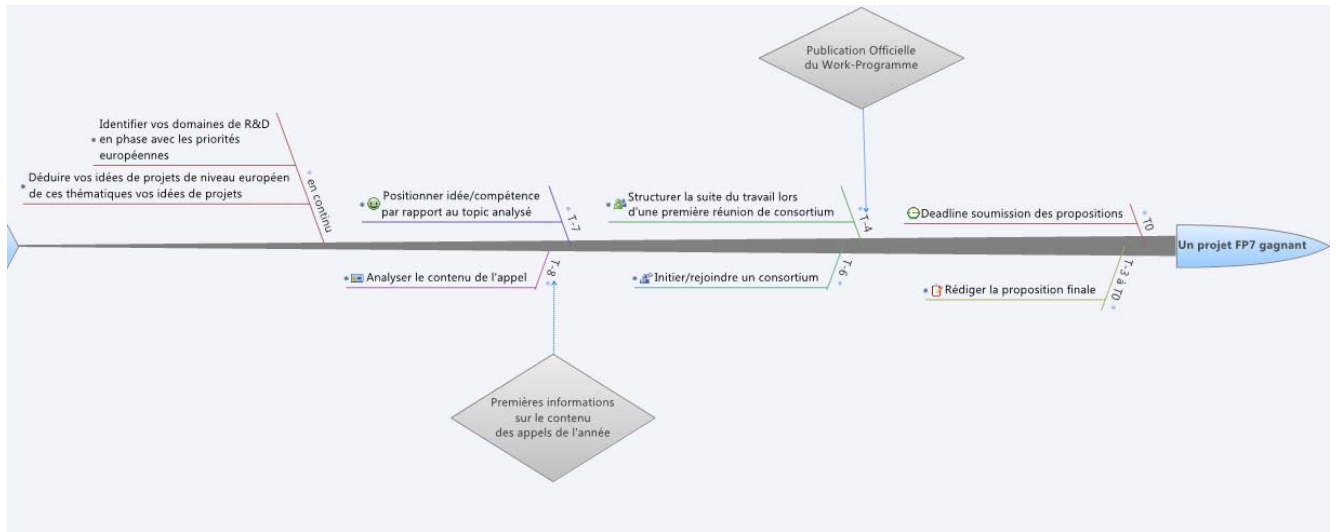 Publication Officielle
du Work-Programme
Identifier vos domaines de R&D
en phase avec les priorités
européennes
Déduire vos idées de projets de niveau européen
de ces thématiques vos idées de projets
en continu
Positionner idée/compétence
par rapport au topic analysé
T-7
Structurer la suite du travail lors
d'une première réunion de consortium
T-4
Deadline soumission des propositions
T0
Un projet FP7 gagnant
Analyser le contenu de l'appel
T-8
Initier/rejoindre un consortium
T-6
Rédiger la proposition finale
T-3 à T0
Premières informations
sur le contenu
des appels de l'année